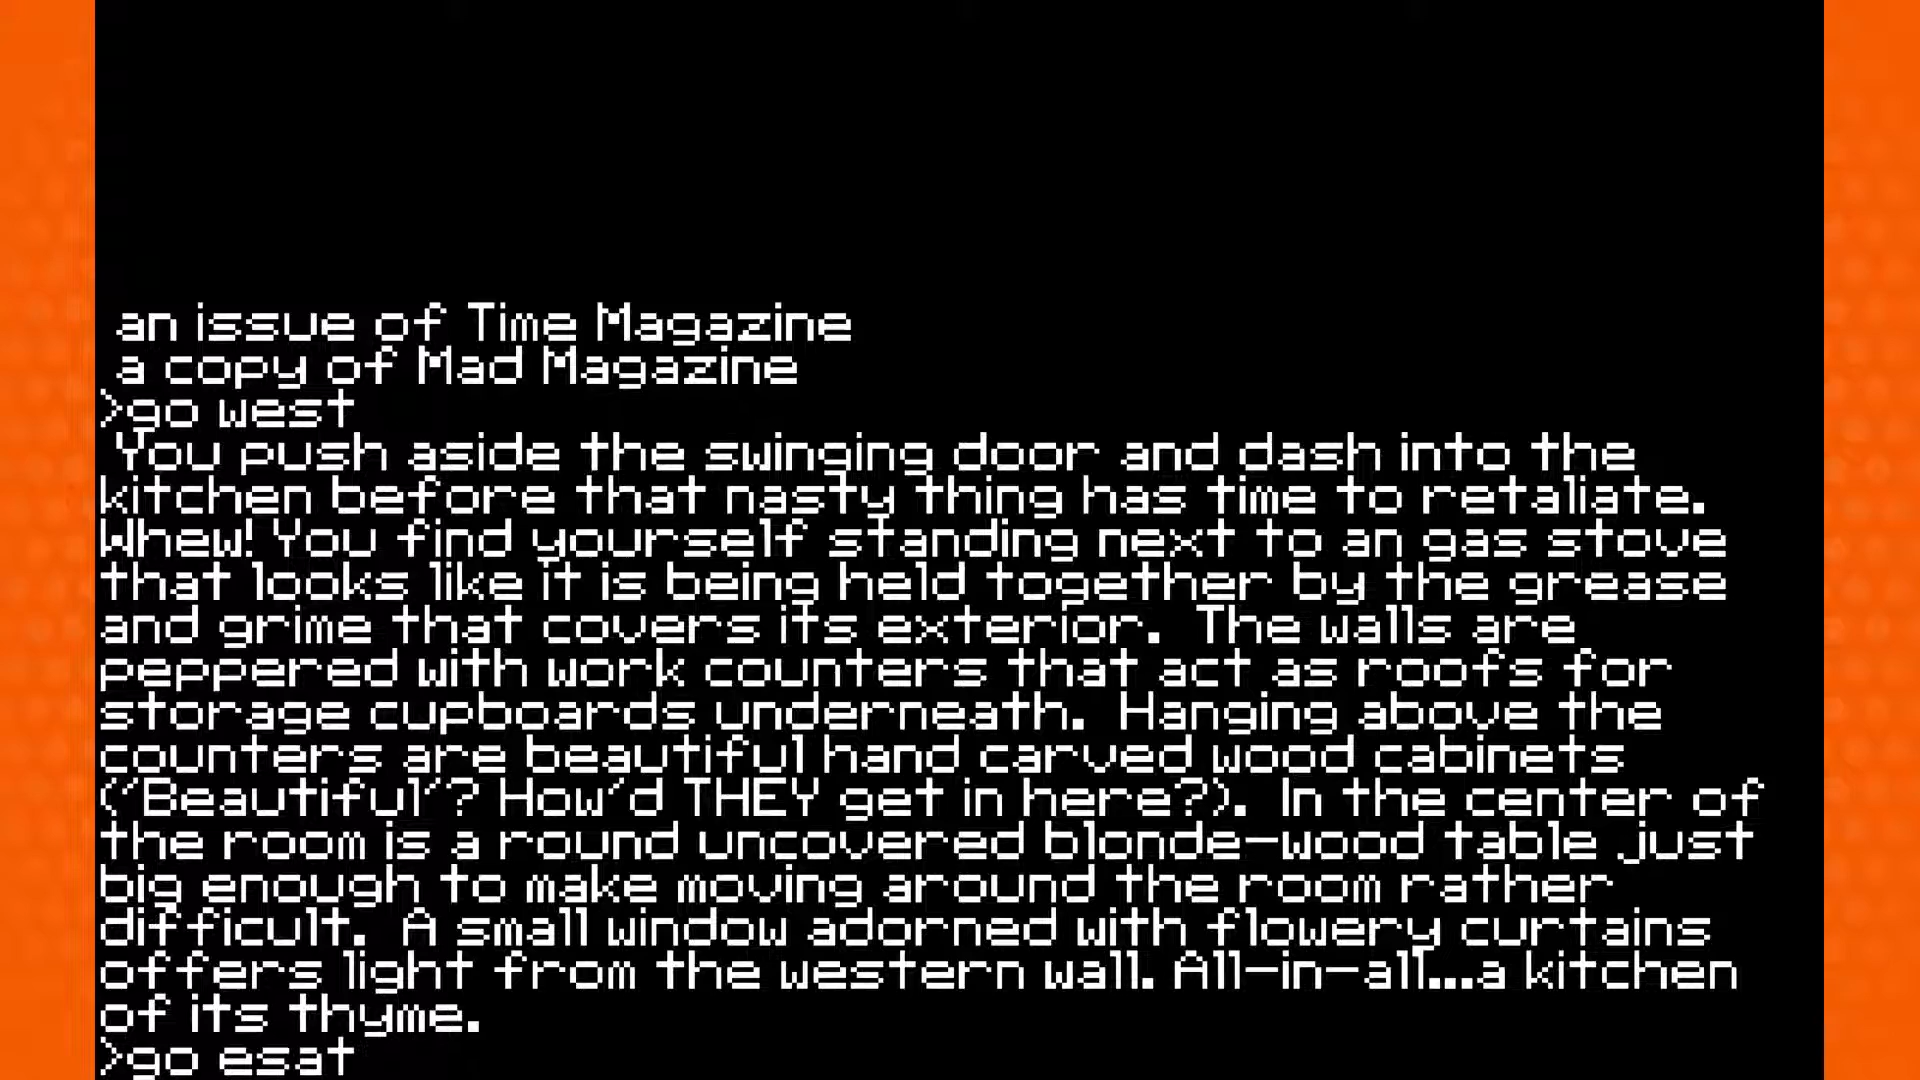 an issue of Time Magazine
a copy of Mad Magazine
>go west
You push aside the swinging door and dash into the
kitchen before that nasty thing has time to retaliate.
Whew! You find yourself standing next to an gas stove
that looks like it is being held together by the grease
and grime that covers its exterior.  The walls are
peppered with work counters that act as roofs for
storage cupboards underneath.  Hanging above the
counters are beautiful hand carved wood cabinets
("Beautiful"? How'd THEY get in here?).  In the center of
the room is a round uncovered blonde-wood table just
big enough to make moving around the room rather
difficult.  A small window adorned with flowery curtains
offers light from the western wall. All-in-all...a kitchen
of its thyme.
>go esat